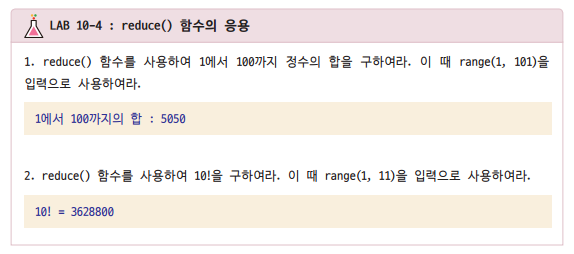 LAB 10-4 : reduce() 함수의 응용
1. reduce() 함수를 사용하여 1에서 100까지 정수의 합을 구하여라. 이 때 range(1, 101)을
입력으로 사용하여라.
1에서 100까지의 합 : 5050
2. reduce() 함수를 사용하여 10!을 구하여라. 이 때 range(1, 11)을 입력으로 사용하여라.
10! = 3628800